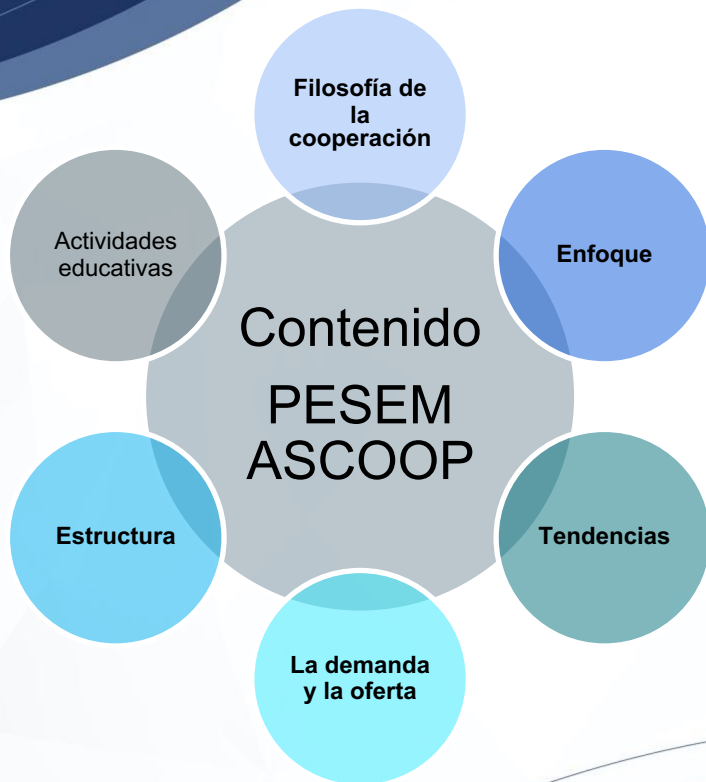 Filosofía de
la
cooperación
Enfoque
Tendencias
La demanda
y la oferta
Estructura
Actividades
educativas
Contenido
PESEM
ASCOOP